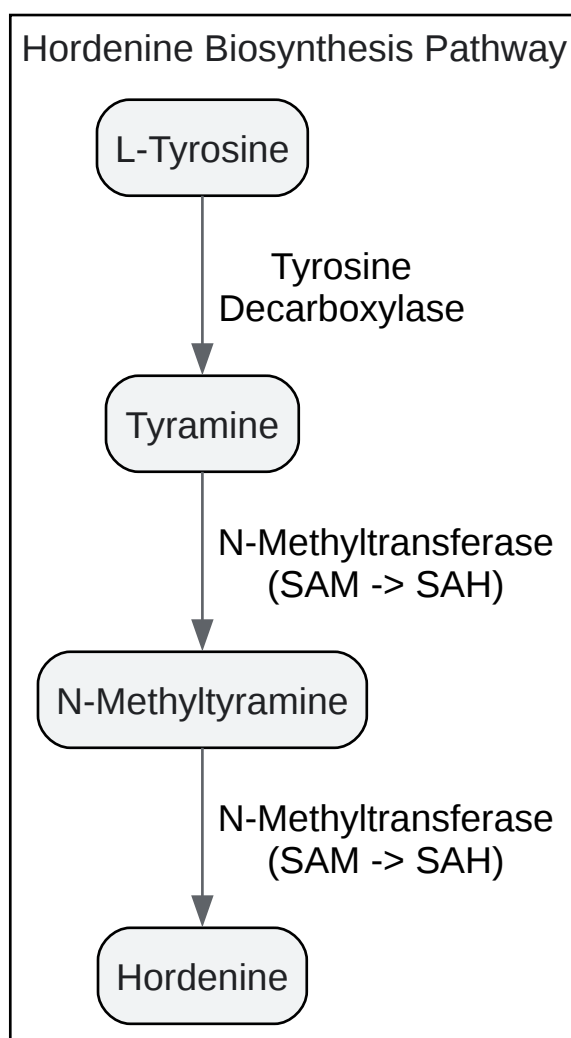 Hordenine Biosynthesis Pathway
L-Tyrosine
Tyrosine
Decarboxylase
Tyramine
N-Methyltransferase
(SAM -> SAH)
N-Methyltyramine
N-Methyltransferase
(SAM -> SAH)
Hordenine